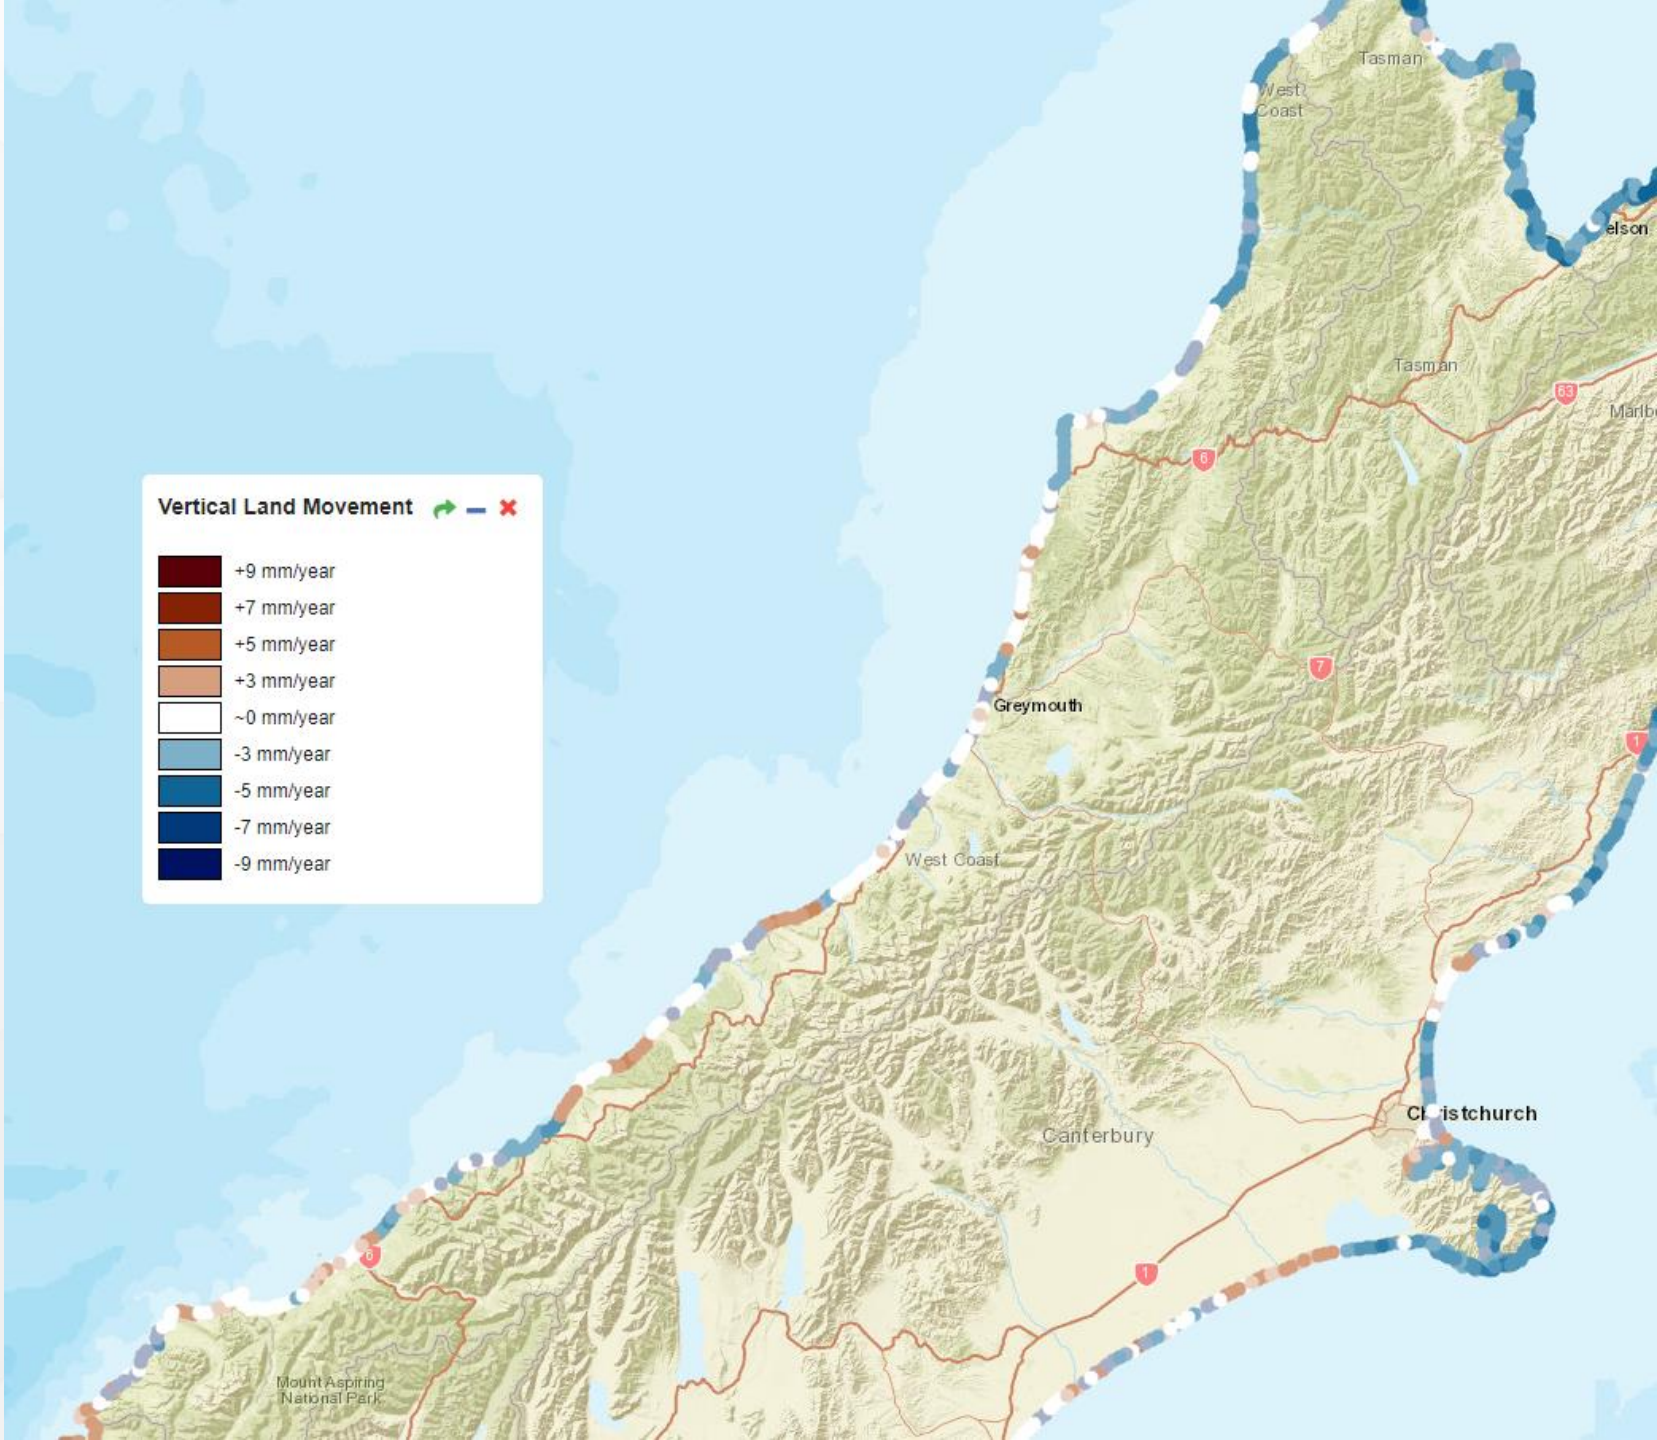 Tasman
West
Coast
elson
Tasman
63
Marlb
6
Vertical Land Movement
+9 mm/year
+7 mm/year
+5 mm/year
+3 mm/year
~0 mm/year
-3 mm/year
-5 mm/year
-7 mm/year
-9 mm/year
7
Greymouth
1
West Coast
Christchurch
Canterbury
6
1
Mount Aspiring
National Park